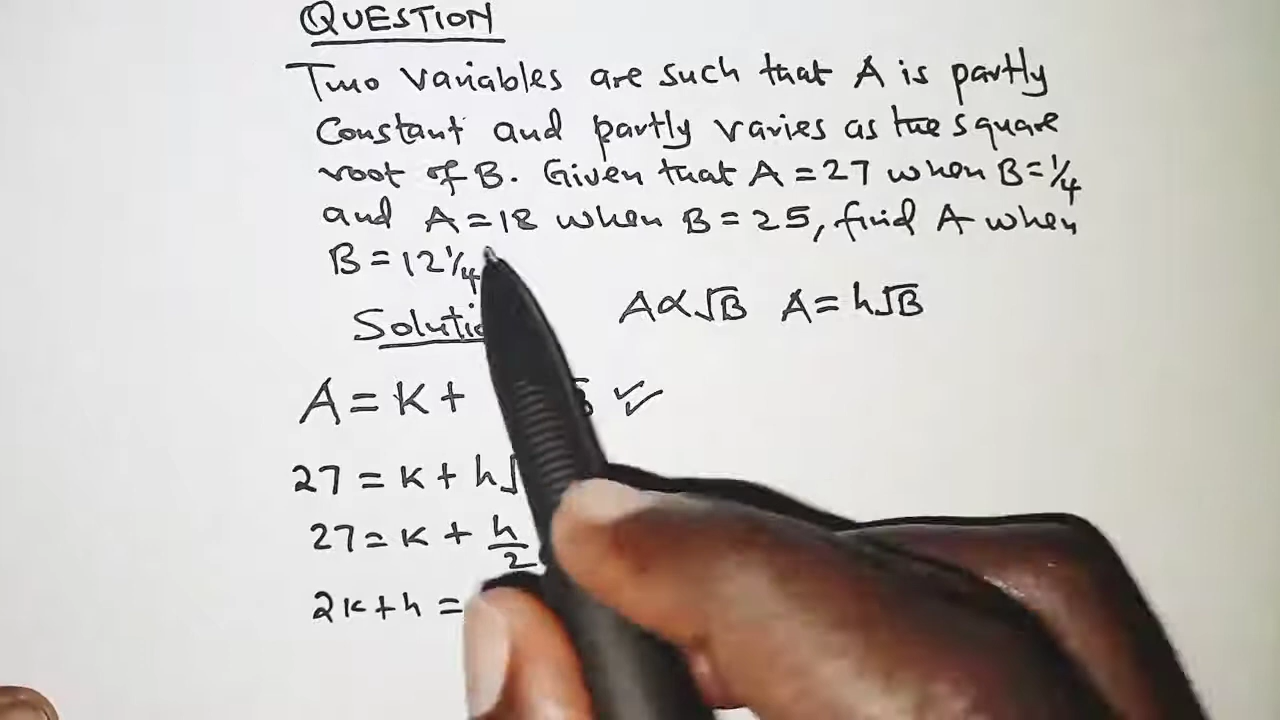 QUESTION
Two variables are such that A is partly
Constant and partly varies as the square
root of B. Given that A = 27 when B = 1/4
and A = 18 when B = 25, find A when
B = 12 1/4
A ∝ √B A = h√B
A = K +
27 = K + h√
27 = K + h/2
2K + h =